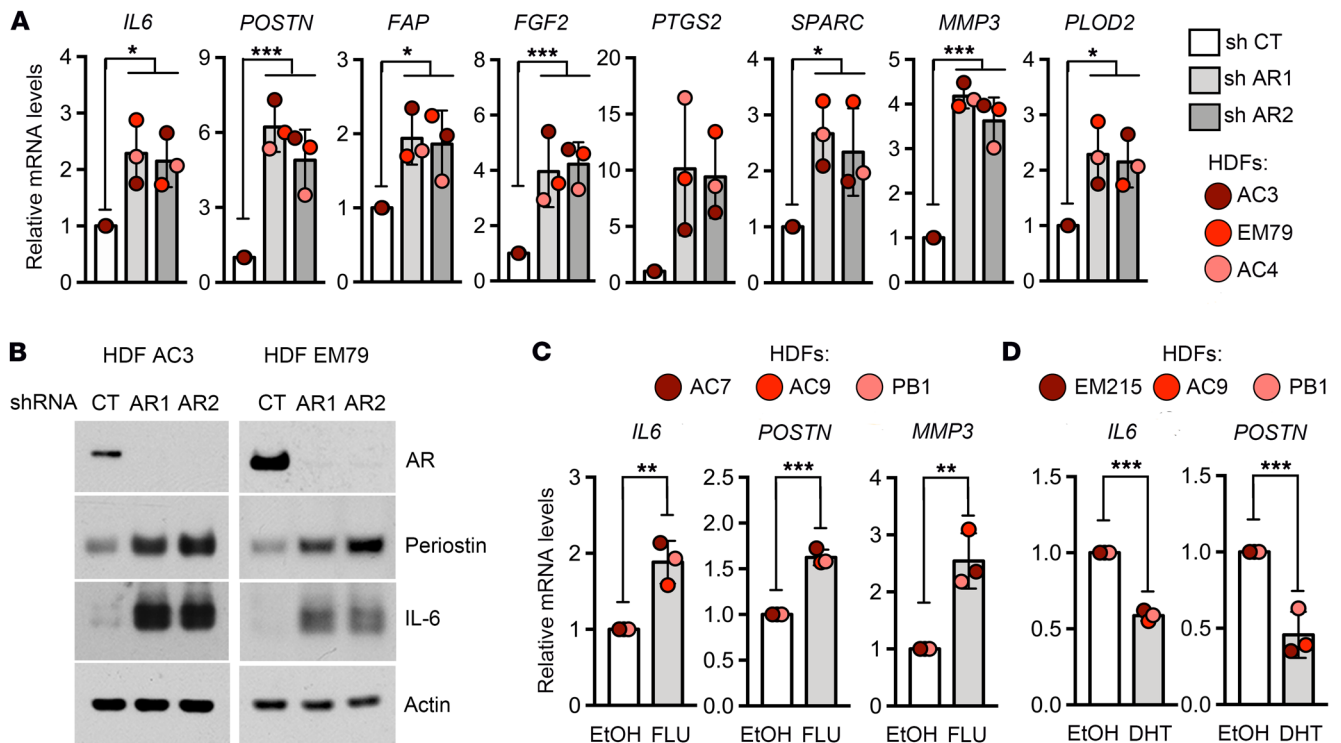 A
IL6 POSTN FAP FGF2 PTGS2 SPARC MMP3 PLOD2
* *** * *** * *** *
Relative mRNA levels
4 3 2 1 0
9 6 3 0
3 2 1 0
8 6 4 2 0
20 15 10 5 0
4 3 2 1 0
5 4 3 2 1 0
4 3 2 1 0
sh CT
sh AR1
sh AR2
HDFs:
AC3
EM79
AC4
B
HDF AC3 HDF EM79
shRNA CT AR1 AR2 CT AR1 AR2
AR
Periostin
IL-6
Actin
C
HDFs:
AC7 AC9 PB1
IL6 POSTN MMP3
** *** **
Relative mRNA levels
3 2 1 0
2.5 2.0 1.5 1.0 0.5 0.0
4 3 2 1 0
EtOH FLU EtOH FLU EtOH FLU
D
HDFs:
EM215 AC9 PB1
IL6 POSTN
*** ***
1.5 1.0 0.5 0.0
1.5 1.0 0.5 0.0
EtOH DHT EtOH DHT